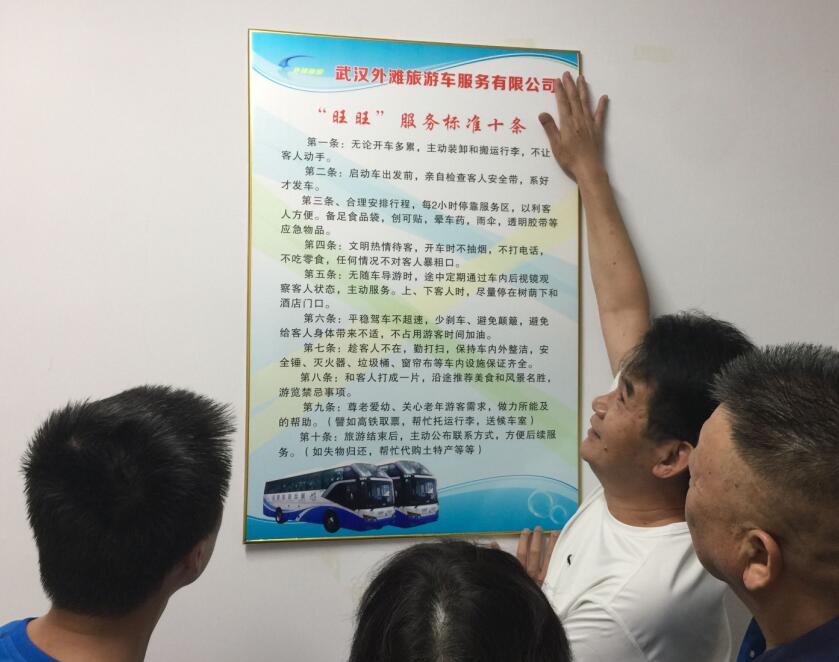 武汉外滩旅游车服务有限公司
“旺旺”服务标准十条
第一条：无论开车多累，主动装卸和搬运行李，不让
客人动手。
第二条：启动车出发前，亲自检查客人安全带，系好
才发车。
第三条、合理安排行程，每2小时停靠服务区，以利客
人方便。备足食品袋，创可贴，晕车药，雨伞，透明胶带等
应急物品。
第四条：文明热情待客，开车时不抽烟，不打电话，
不吃零食，任何情况不对客人暴粗口。
第五条：无随车导游时，途中定期通过车内后视镜观
察客人状态，主动服务。上、下客人时，尽量停在树荫下和
酒店门口。
第六条：平稳驾车不超速，少刹车、避免颠簸，避免
给客人身体带来不适，不占用游客时间加油。
第七条：趁客人不在，勤打扫，保持车内外整洁，安
全锤、灭火器、垃圾桶、窗帘布等车内设施保证齐全。
第八条：和客人打成一片，沿途推荐美食和风景名胜，
游览禁忌事项。
第九条：尊老爱幼、关心老年游客需求，做力所能及
的帮助。（譬如高铁取票，帮忙托运行李，送候车室）
第十条：旅游结束后，主动公布联系方式，方便后续服
务。（如失物归还，帮忙代购土特产等等）